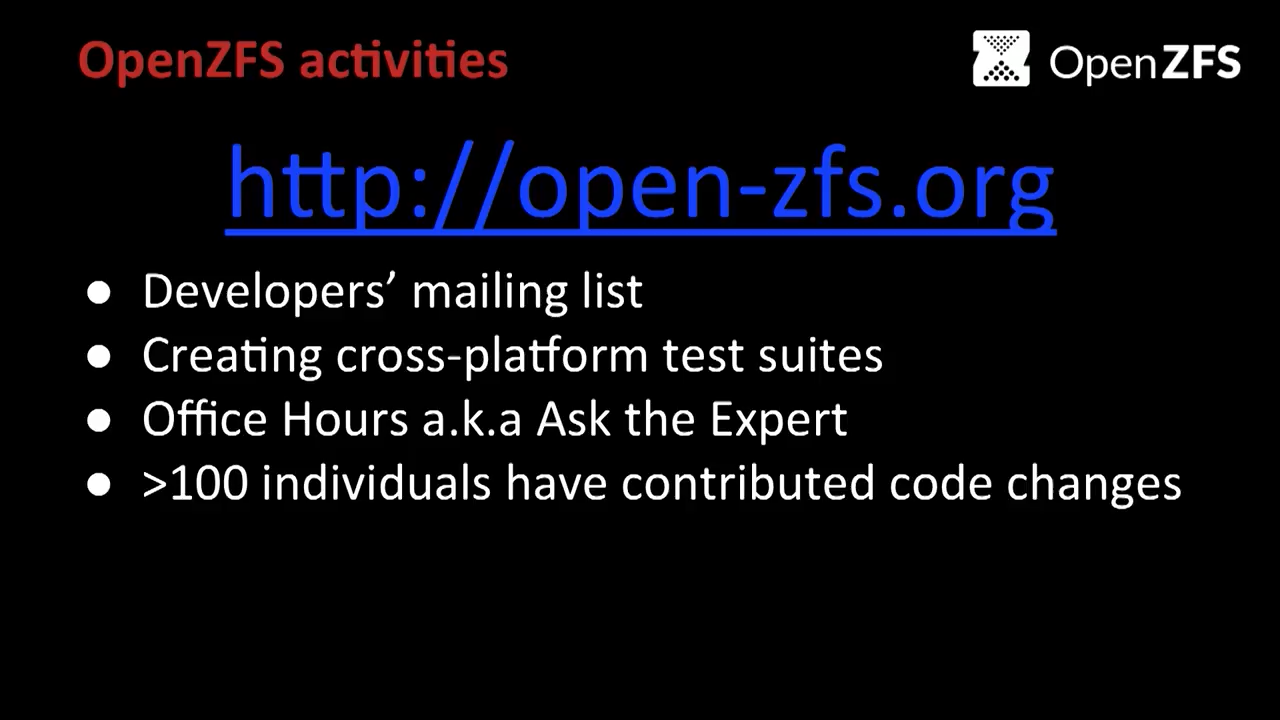 OpenZFS activities
OpenZFS
http://open-zfs.org
● Developers’ mailing list
● Creating cross-platform test suites
● Office Hours a.k.a Ask the Expert
● >100 individuals have contributed code changes